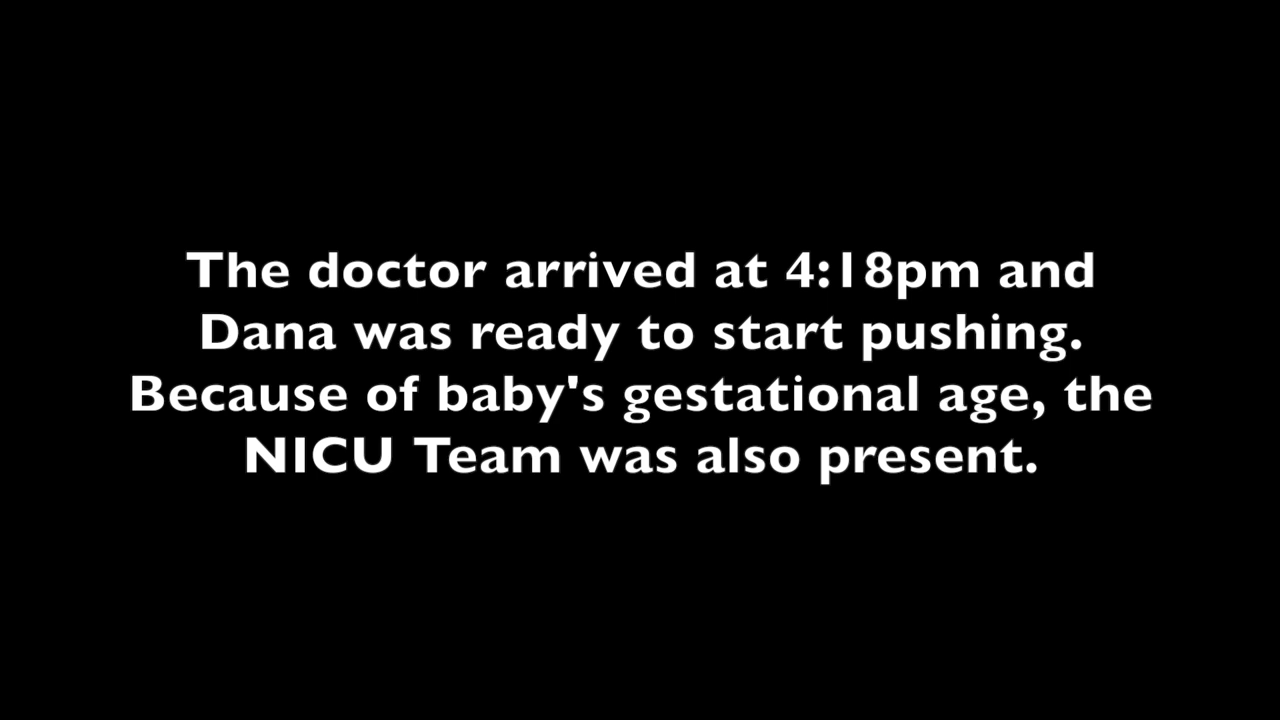 The doctor arrived at 4:18pm and
Dana was ready to start pushing.
Because of baby's gestational age, the
NICU Team was also present.